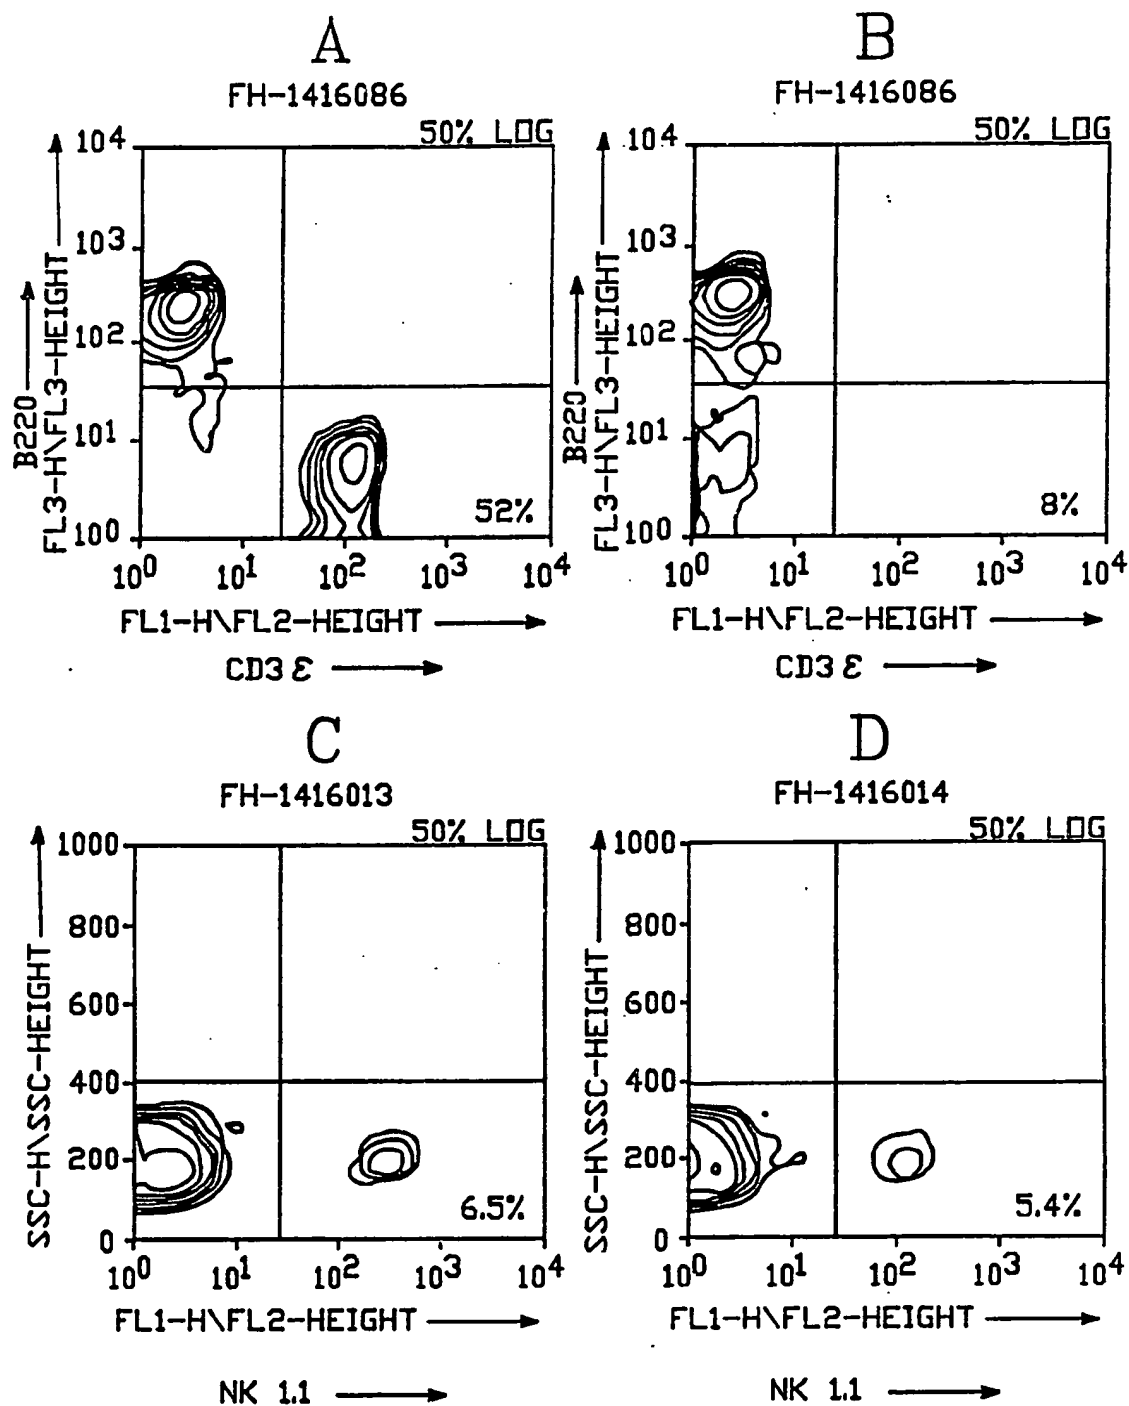 A
FH-1416086
50% LOG
B220
FL3-H\FL3-HEIGHT
104
103
102
101
100
52%
10⁰ 10¹ 10² 10³ 10⁴
FL1-H\FL2-HEIGHT
CD3 ε
B
FH-1416086
50% LOG
B220
FL3-H\FL3-HEIGHT
104
103
102
101
100
8%
10⁰ 10¹ 10² 10³ 10⁴
FL1-H\FL2-HEIGHT
CD3 ε
C
FH-1416013
50% LOG
SSC-H\SSC-HEIGHT
1000
800
600
400
200
0
6.5%
10⁰ 10¹ 10² 10³ 10⁴
FL1-H\FL2-HEIGHT
NK 1.1
D
FH-1416014
50% LOG
SSC-H\SSC-HEIGHT
1000
800
600
400
200
0
5.4%
10⁰ 10¹ 10² 10³ 10⁴
FL1-H\FL2-HEIGHT
NK 1.1